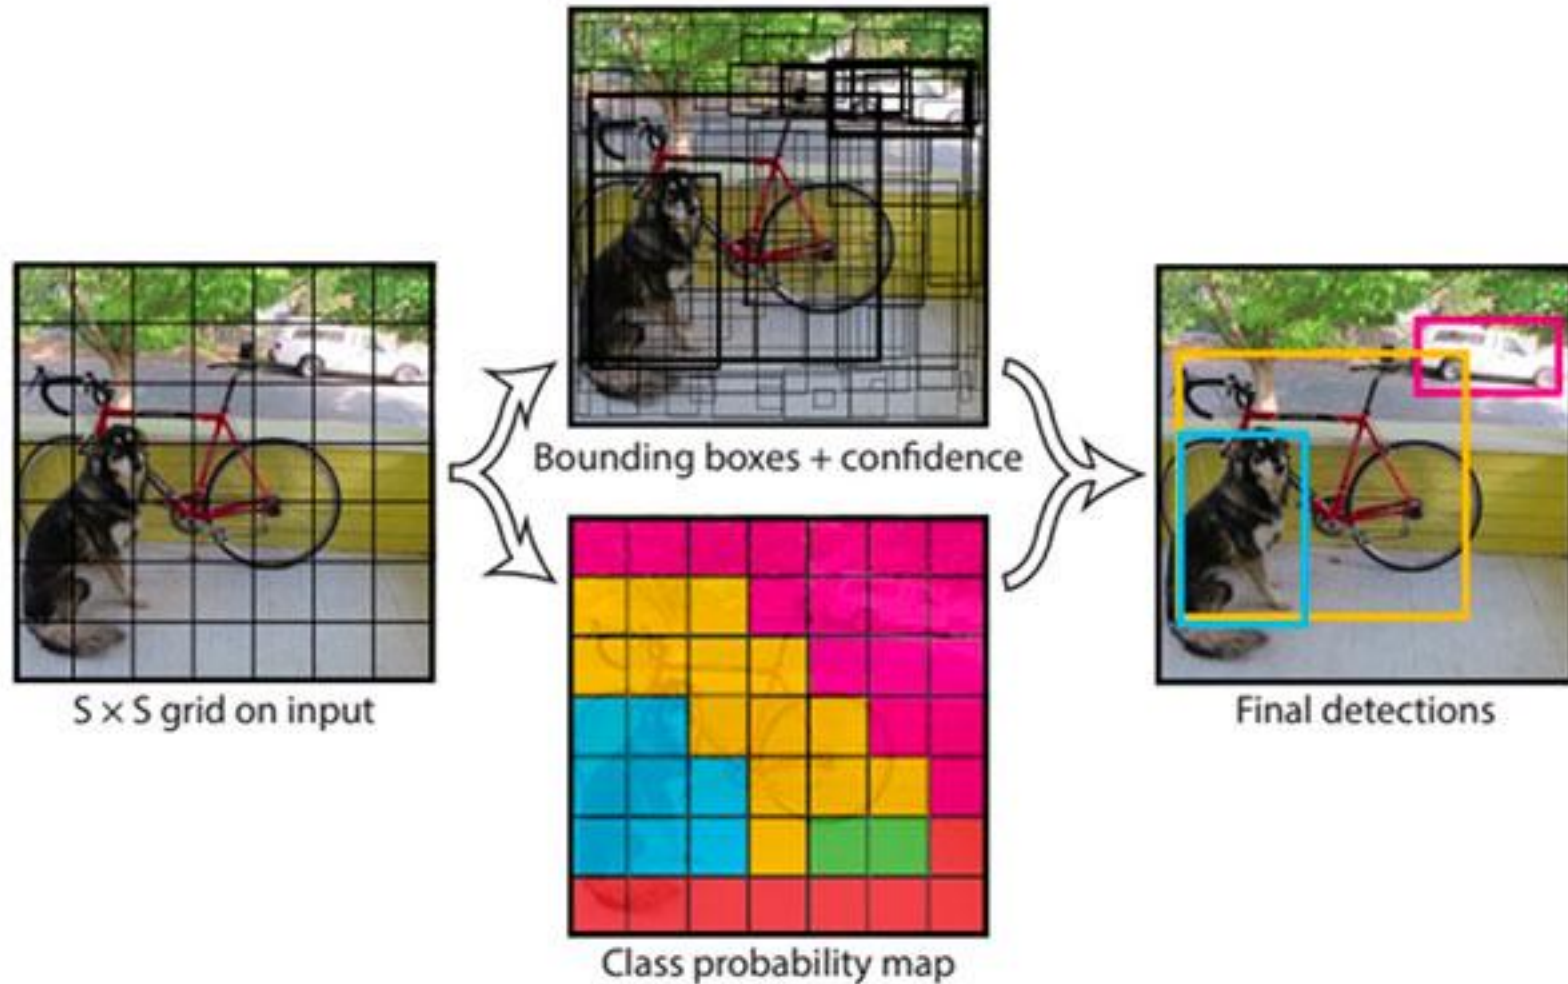 S × S grid on input
Bounding boxes + confidence
Class probability map
Final detections